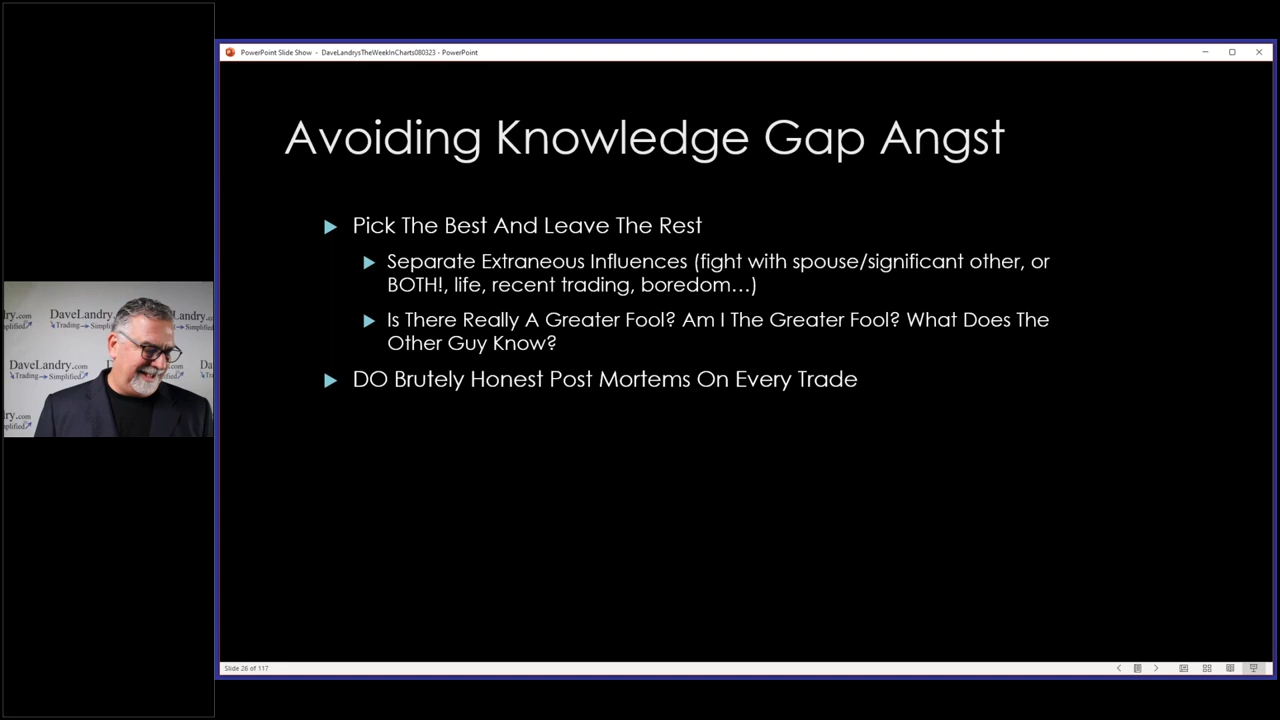 PowerPoint Slide Show - DaveLandrysTheWeekInCharts080323 - PowerPoint
Avoiding Knowledge Gap Angst
Pick The Best And Leave The Rest
Separate Extraneous Influences (fight with spouse/significant other, or
BOTH!, life, recent trading, boredom...)
Is There Really A Greater Fool? Am I The Greater Fool? What Does The
Other Guy Know?
DO Brutely Honest Post Mortems On Every Trade
DaveLandry.com
Trading Simplified
Slide 26 of 117